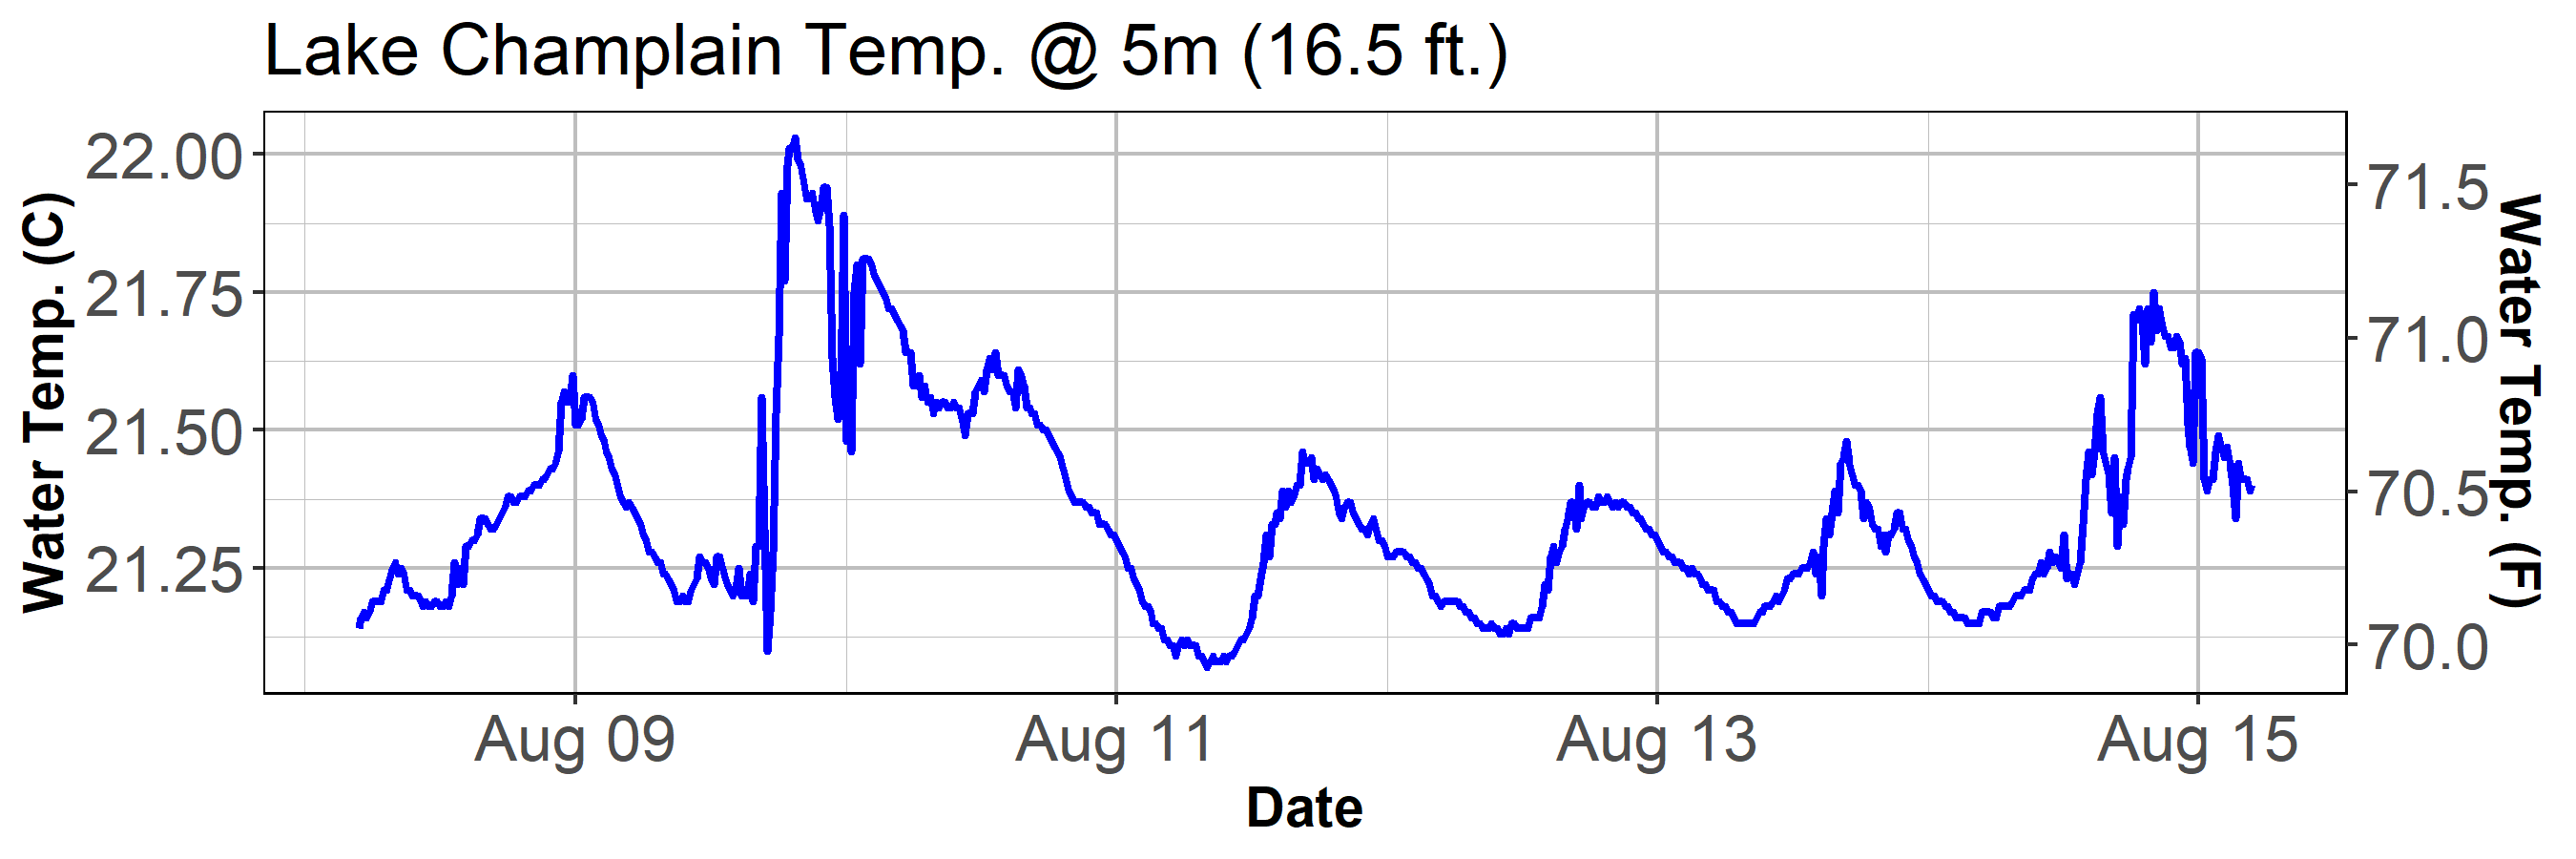 Lake Champlain Temp. @ 5m (16.5 ft.)
Water Temp. (C)
22.00
21.75
21.50
21.25
71.5
71.0
70.5
70.0
Water Temp. (F)
Aug 09
Aug 11
Aug 13
Aug 15
Date